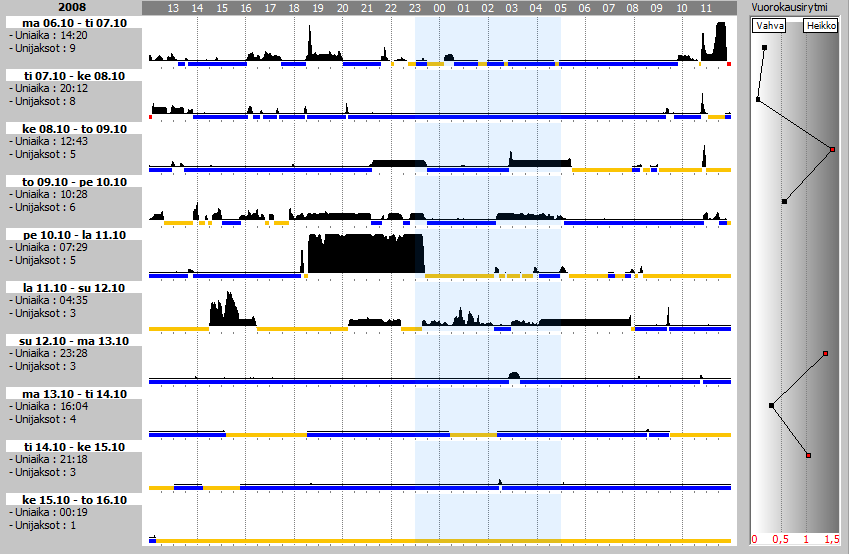 2008
13 14 15 16 17 18 19 20 21 22 23 00 01 02 03 04 05 06 07 08 09 10 11
Vuorokausirytmi
Vahva Heikko
ma 06.10 - ti 07.10
- Uniaika : 14:20
- Unijaksot : 9
ti 07.10 - ke 08.10
- Uniaika : 20:12
- Unijaksot : 8
ke 08.10 - to 09.10
- Uniaika : 12:43
- Unijaksot : 5
to 09.10 - pe 10.10
- Uniaika : 10:28
- Unijaksot : 6
pe 10.10 - la 11.10
- Uniaika : 07:29
- Unijaksot : 5
la 11.10 - su 12.10
- Uniaika : 04:35
- Unijaksot : 3
su 12.10 - ma 13.10
- Uniaika : 23:28
- Unijaksot : 3
ma 13.10 - ti 14.10
- Uniaika : 16:04
- Unijaksot : 4
ti 14.10 - ke 15.10
- Uniaika : 21:18
- Unijaksot : 3
ke 15.10 - to 16.10
- Uniaika : 00:19
- Unijaksot : 1
0 0,5 1 1,5